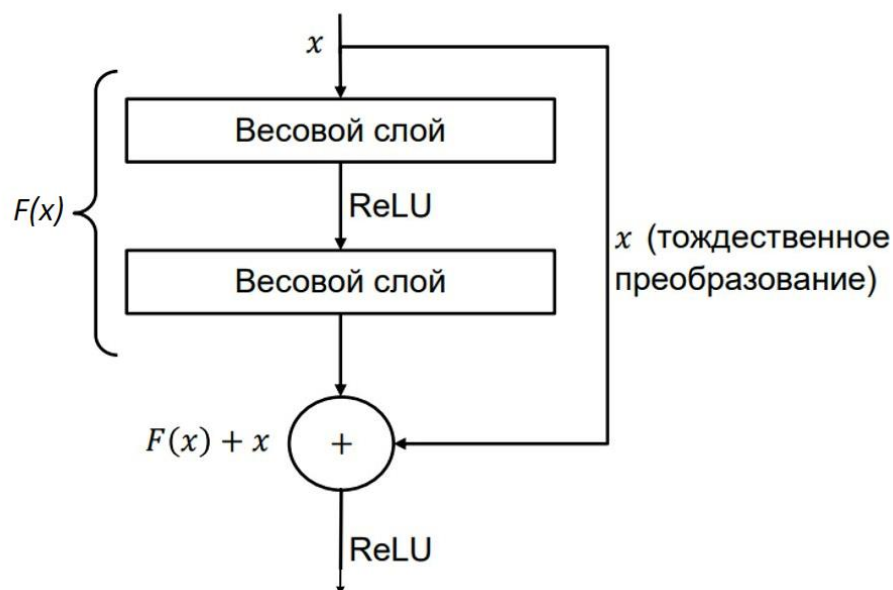 x
Весовой слой
F(x)
ReLU
x (тождественное
преобразование)
Весовой слой
F(x) + x
+
ReLU